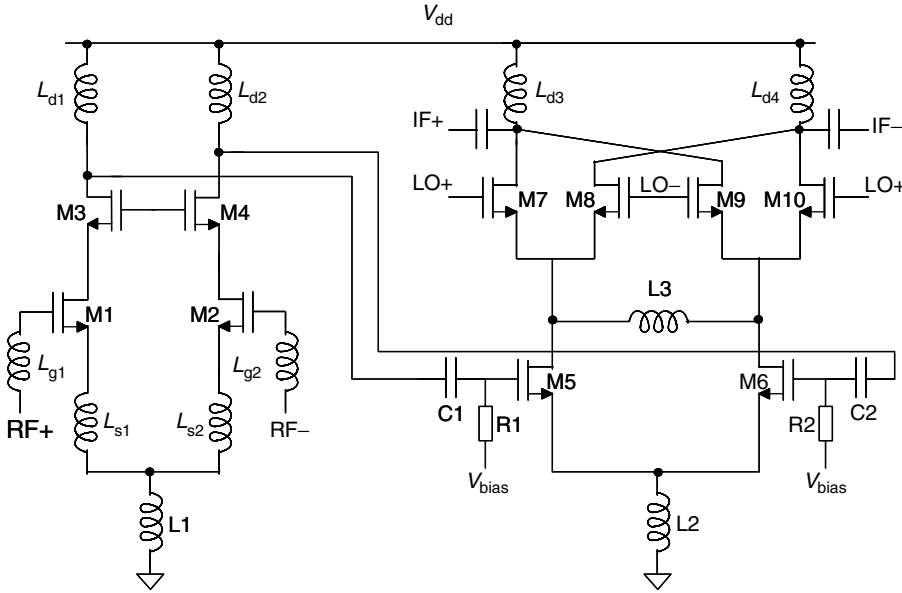 Vdd
Ld1 Ld2 Ld3 Ld4
IF+ IF−
LO+ M7 M8 LO− M9 M10 LO+
M3 M4
M1 M2
L3
Lg1 Lg2
M5 M6
RF+ Ls1 Ls2 RF−
C1 R1 R2 C2
Vbias Vbias
L1 L2